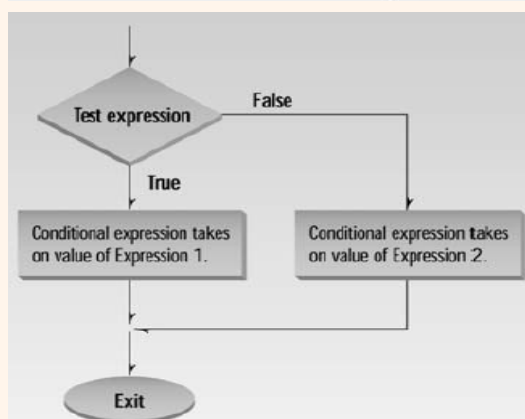 Test expression
False
True
Conditional expression takes
on value of Expression 1.
Conditional expression takes
on value of Expression :2.
Exit